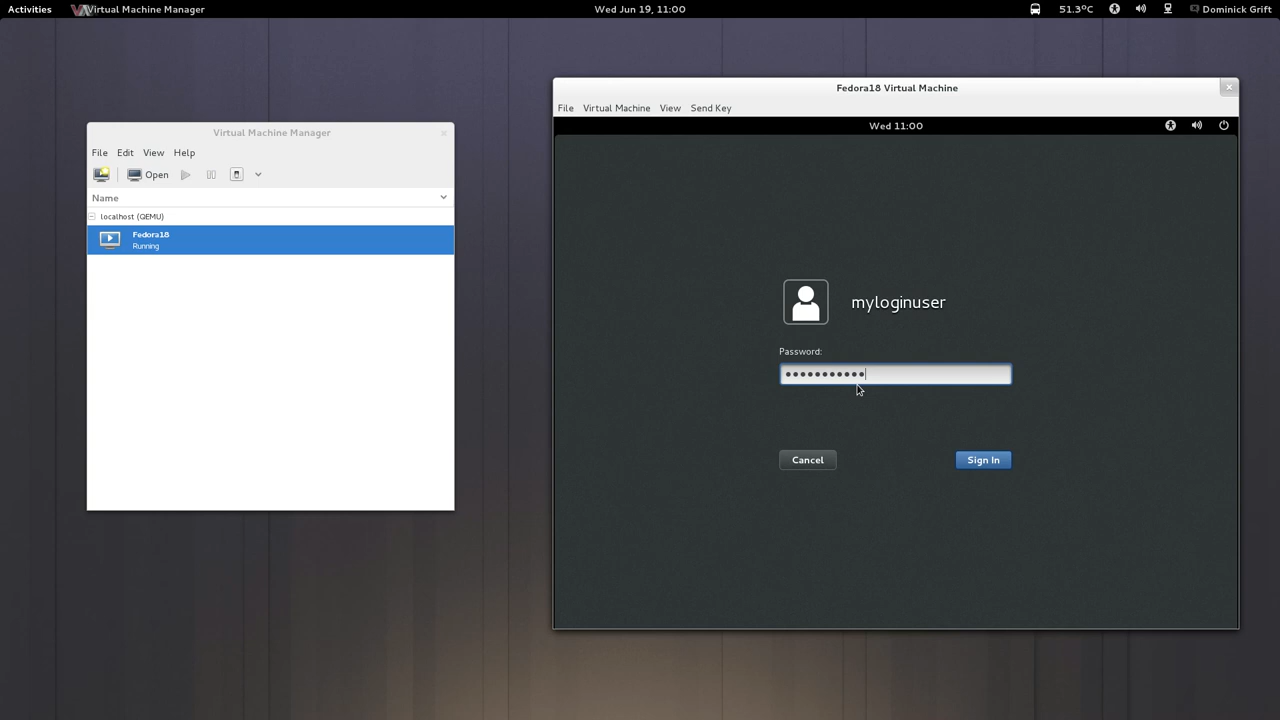 Activities Virtual Machine Manager Wed Jun 19, 11:00 51.3ºC Dominick Grift
Virtual Machine Manager
File Edit View Help
Open
Name
localhost (QEMU)
Fedora18
Running
Fedora18 Virtual Machine
File Virtual Machine View Send Key
Wed 11:00
myloginuser
Password:
●●●●●●●●●●●
Cancel Sign In